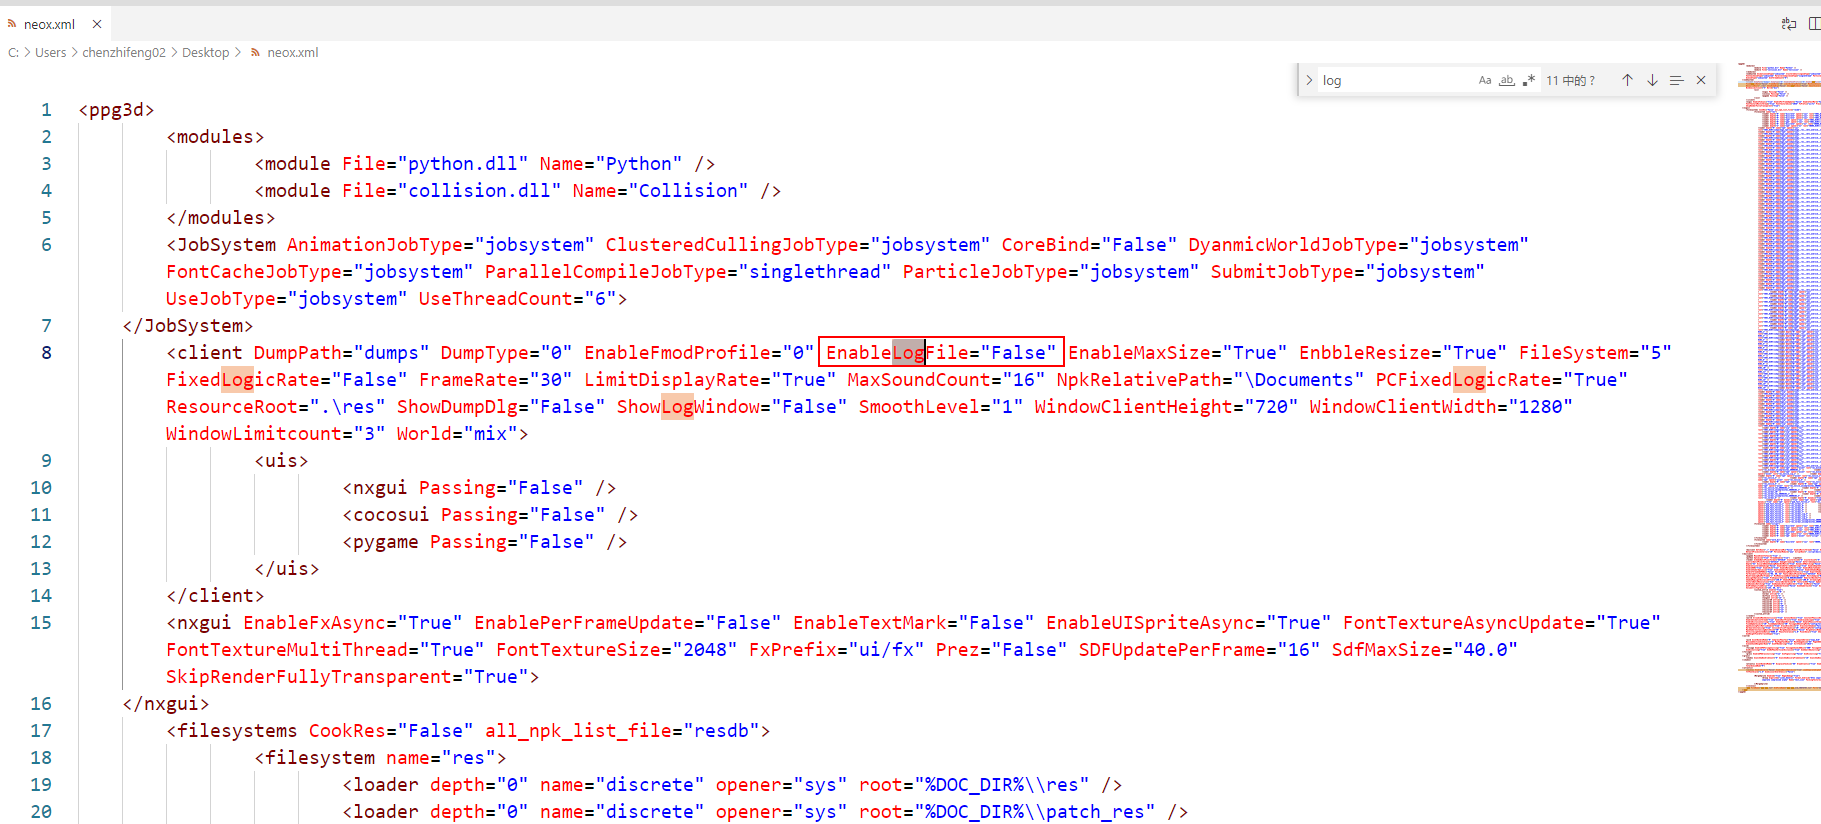 neox.xml
C: > Users > chenzhifeng02 > Desktop > neox.xml
log Aa ab .* 11 中的 ?
1 <ppg3d>
2 <modules>
3 <module File="python.dll" Name="Python" />
4 <module File="collision.dll" Name="Collision" />
5 </modules>
6 <JobSystem AnimationJobType="jobsystem" ClusteredCullingJobType="jobsystem" CoreBind="False" DyanmicWorldJobType="jobsystem"
FontCacheJobType="jobsystem" ParallelCompileJobType="singlethread" ParticleJobType="jobsystem" SubmitJobType="jobsystem"
UseJobType="jobsystem" UseThreadCount="6">
7 </JobSystem>
8 <client DumpPath="dumps" DumpType="0" EnableFmodProfile="0" EnableLogFile="False" EnableMaxSize="True" EnbbleResize="True" FileSystem="5"
FixedLogicRate="False" FrameRate="30" LimitDisplayRate="True" MaxSoundCount="16" NpkRelativePath="\Documents" PCFixedLogicRate="True"
ResourceRoot=".\res" ShowDumpDlg="False" ShowLogWindow="False" SmoothLevel="1" WindowClientHeight="720" WindowClientWidth="1280"
WindowLimitcount="3" World="mix">
9 <uis>
10 <nxgui Passing="False" />
11 <cocosui Passing="False" />
12 <pygame Passing="False" />
13 </uis>
14 </client>
15 <nxgui EnableFxAsync="True" EnablePerFrameUpdate="False" EnableTextMark="False" EnableUISpriteAsync="True" FontTextureAsyncUpdate="True"
FontTextureMultiThread="True" FontTextureSize="2048" FxPrefix="ui/fx" Prez="False" SDFUpdatePerFrame="16" SdfMaxSize="40.0"
SkipRenderFullyTransparent="True">
16 </nxgui>
17 <filesystems CookRes="False" all_npk_list_file="resdb">
18 <filesystem name="res">
19 <loader depth="0" name="discrete" opener="sys" root="%DOC_DIR%\\res" />
20 <loader depth="0" name="discrete" opener="sys" root="%DOC_DIR%\\patch_res" />